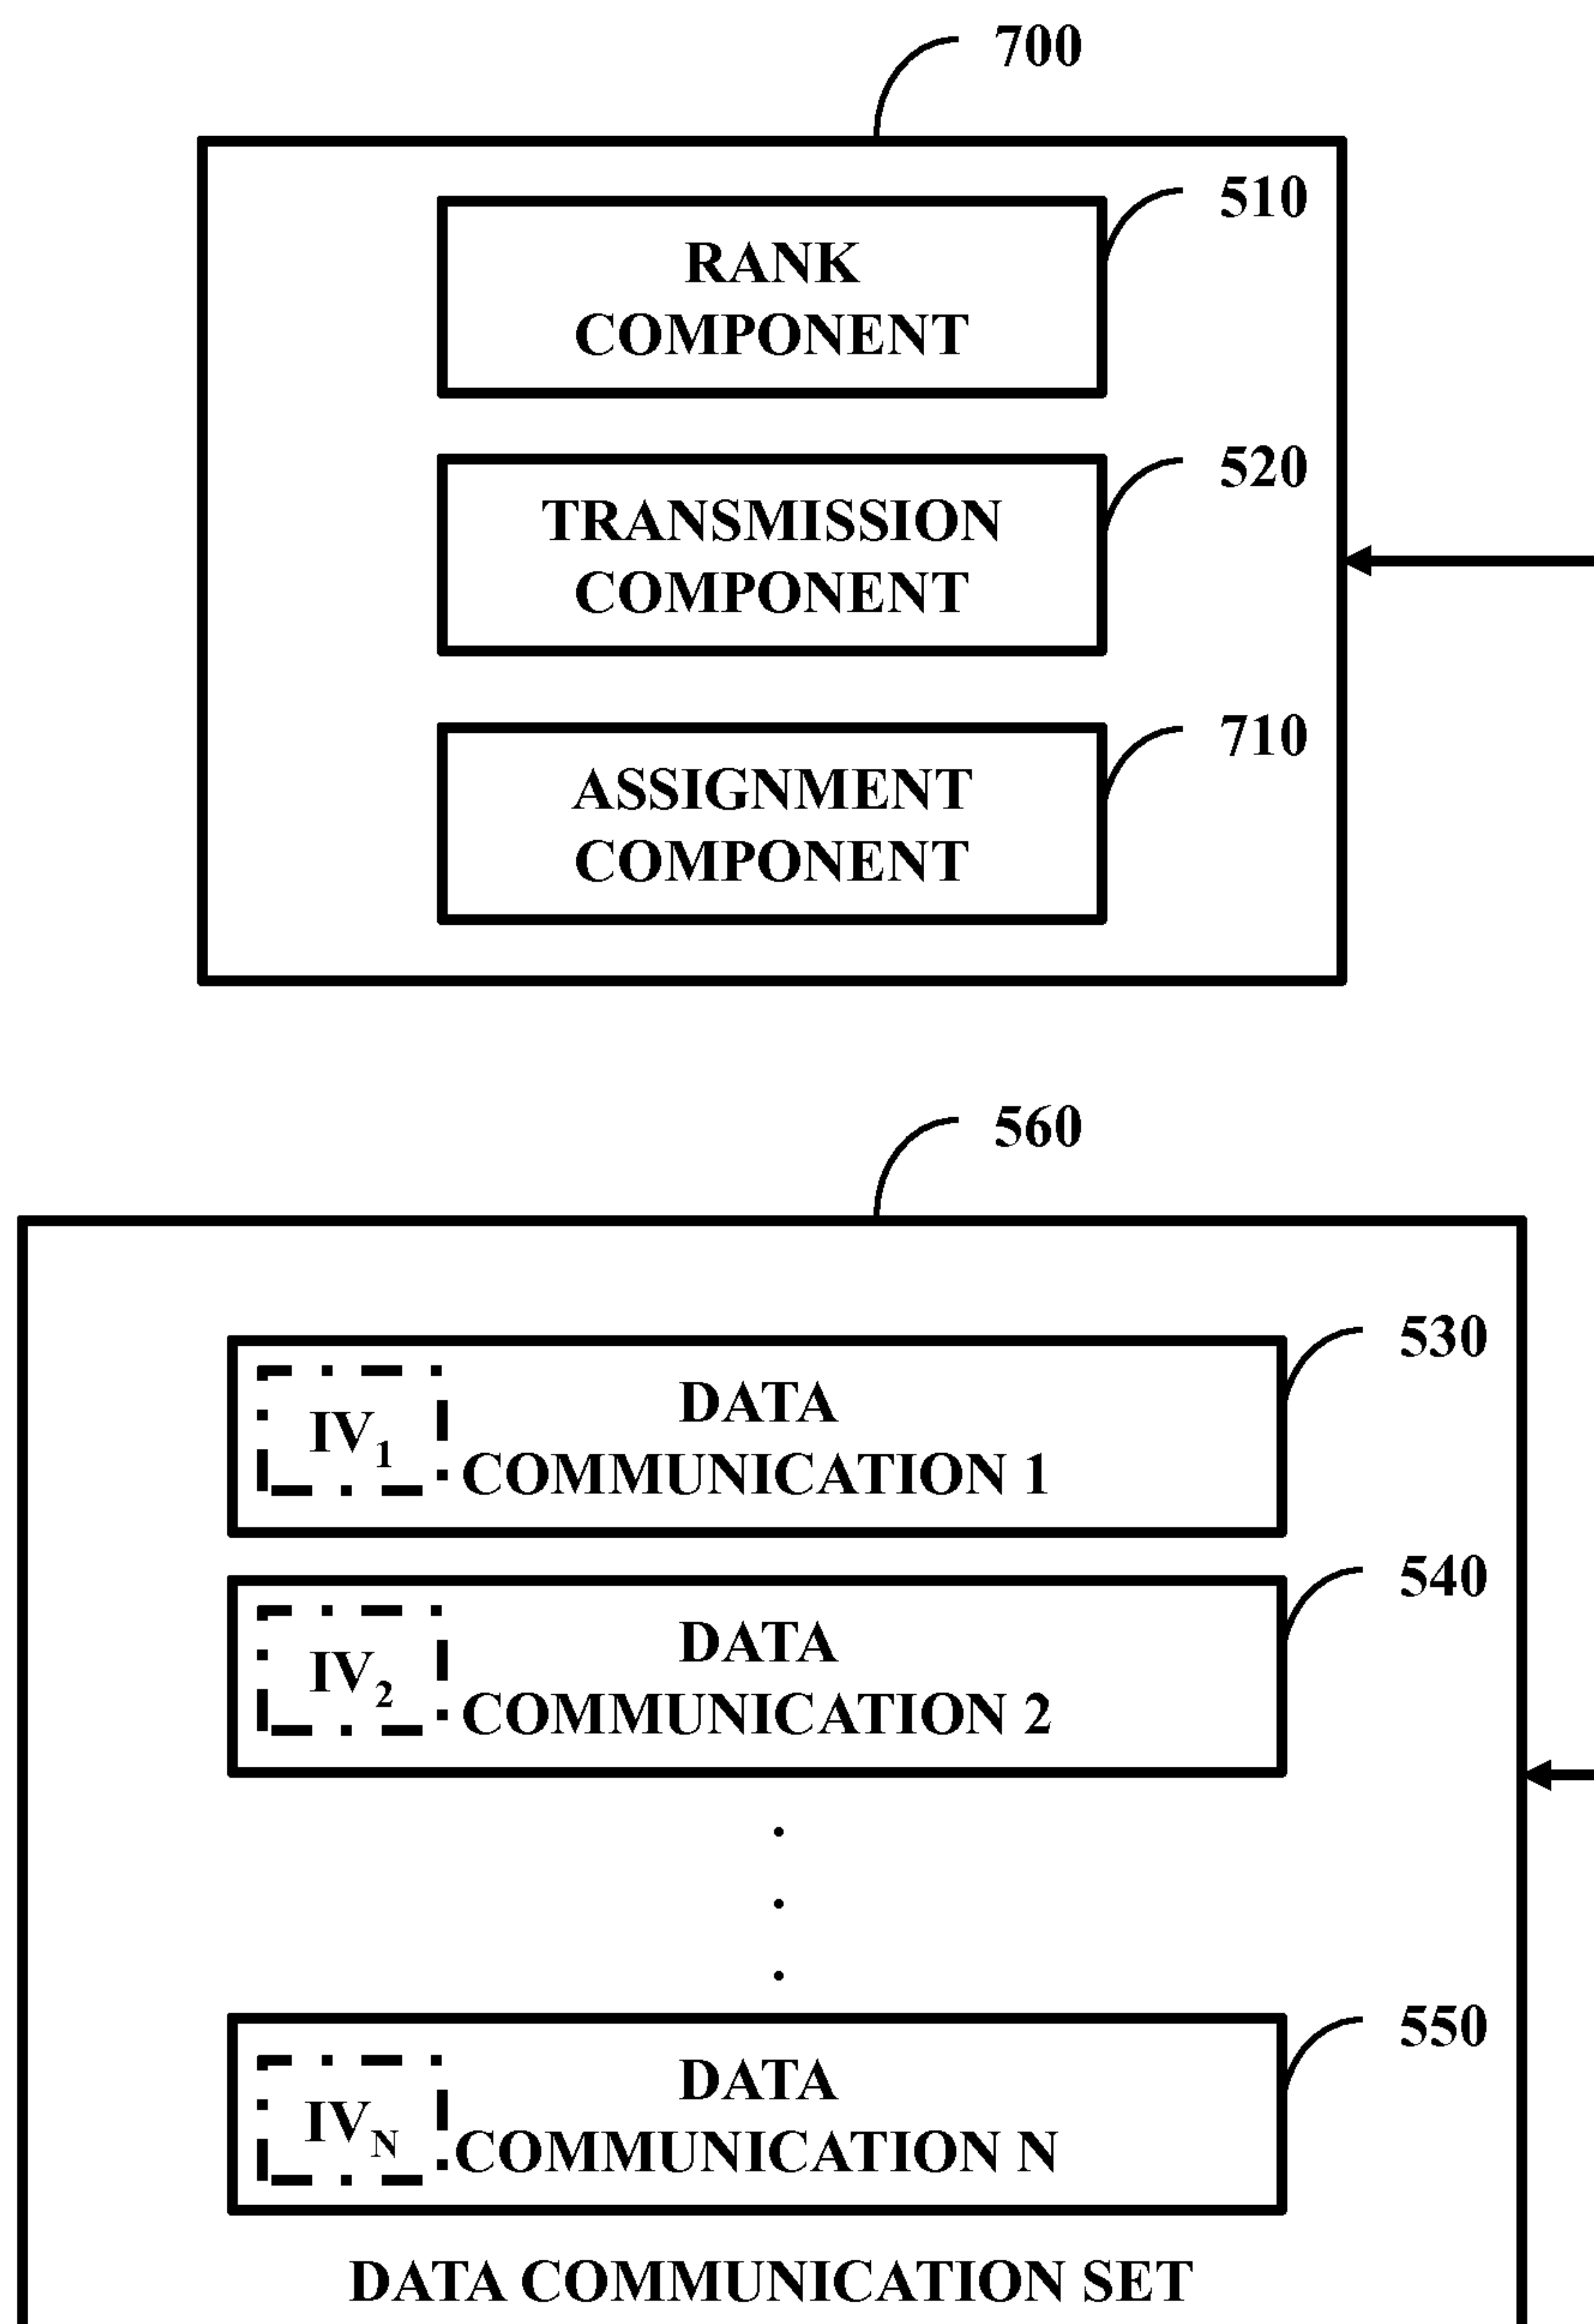 700
510
RANK
COMPONENT
520
TRANSMISSION
COMPONENT
710
ASSIGNMENT
COMPONENT
560
530
IV1
DATA
COMMUNICATION 1
540
IV2
DATA
COMMUNICATION 2
550
IVN
DATA
COMMUNICATION N
DATA COMMUNICATION SET